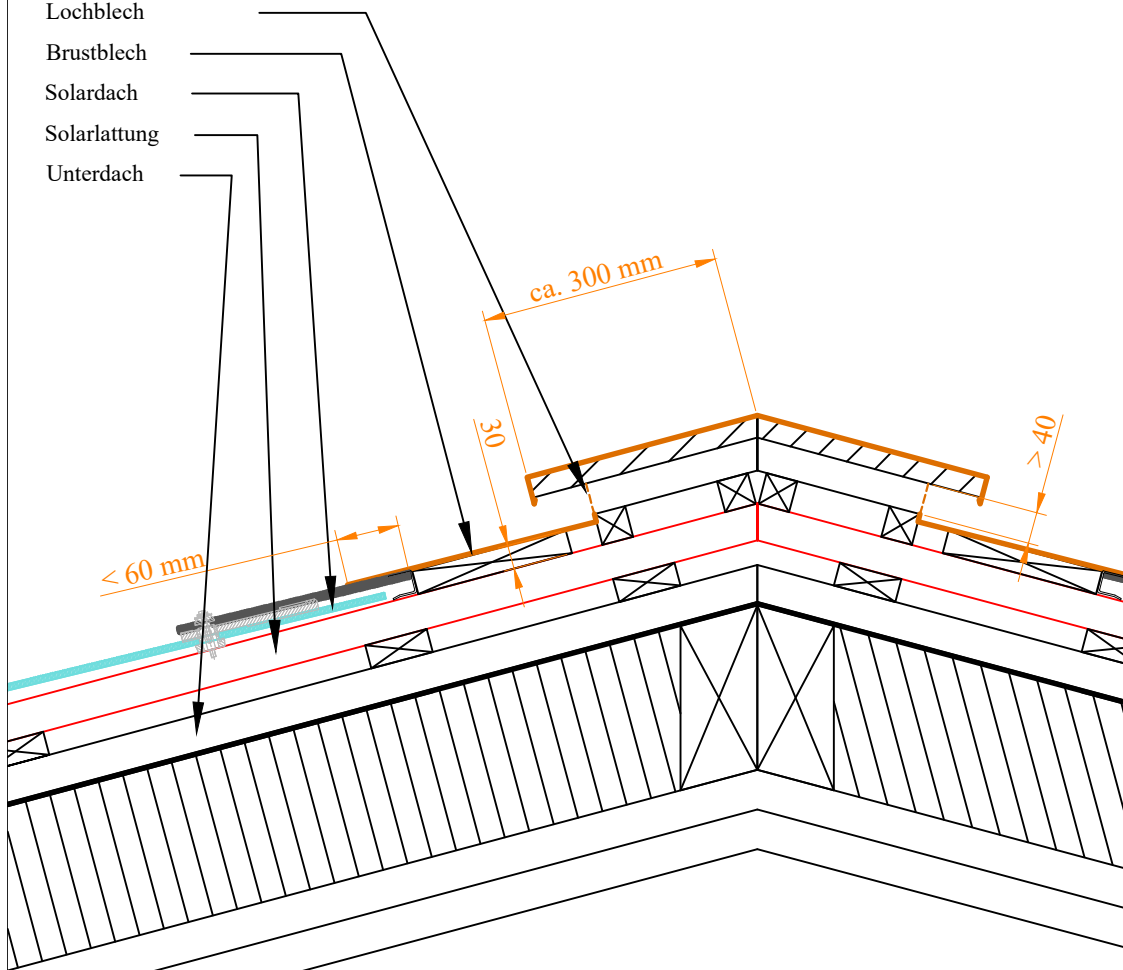 Lochblech
Brustblech
Solardach
Solarlattung
Unterdach
ca. 300 mm
30
> 40
< 60 mm